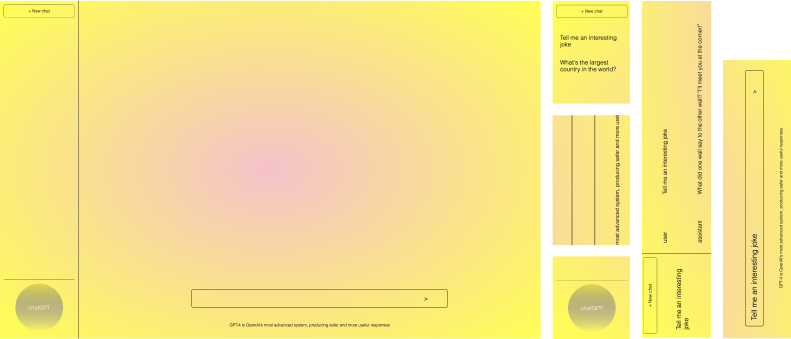 + New chat
chatGPT
>
GPT-4 is OpenAI's most advanced system, producing safer and more useful responses
+ New chat
Tell me an interesting
joke
What's the largest
country in the world?
most advanced system, producing safer and more usef
chatGPT
user
Tell me an interesting joke
assistant
What did one wall say to the other wall? "I'll meet you at the corner!"
+ New chat
Tell me an interesting
joke
Tell me an interesting joke
>
GPT-4 is OpenAI's most advanced system, producing safer and more useful responses